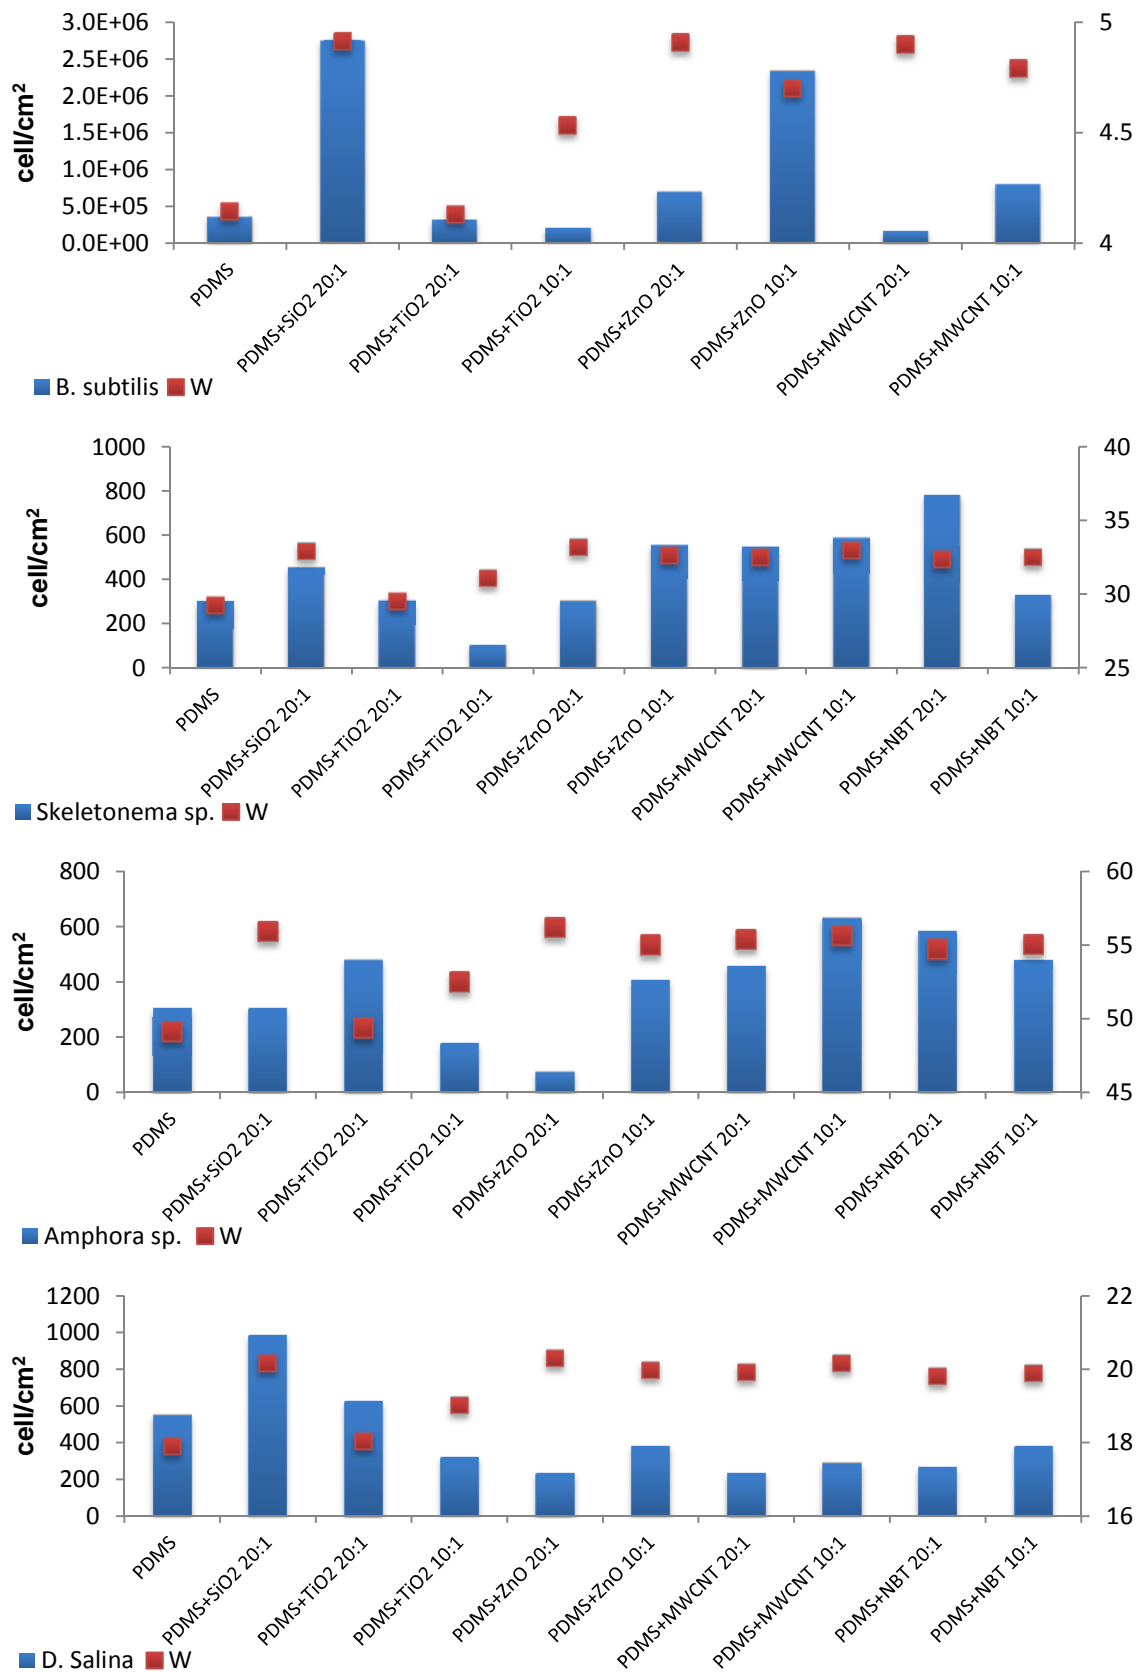 3.0E+06
2.5E+06
2.0E+06
1.5E+06
1.0E+06
5.0E+05
0.0E+00
cell/cm²
5
4.5
4
PDMS
PDMS+SiO2 20:1
PDMS+TiO2 20:1
PDMS+TiO2 10:1
PDMS+ZnO 20:1
PDMS+ZnO 10:1
PDMS+MWCNT 20:1
PDMS+MWCNT 10:1
B. subtilis W
1000
800
600
400
200
0
cell/cm²
40
35
30
25
PDMS
PDMS+SiO2 20:1
PDMS+TiO2 20:1
PDMS+TiO2 10:1
PDMS+ZnO 20:1
PDMS+ZnO 10:1
PDMS+MWCNT 20:1
PDMS+MWCNT 10:1
PDMS+NBT 20:1
PDMS+NBT 10:1
Skeletonema sp. W
800
600
400
200
0
cell/cm²
60
55
50
45
PDMS
PDMS+SiO2 20:1
PDMS+TiO2 20:1
PDMS+TiO2 10:1
PDMS+ZnO 20:1
PDMS+ZnO 10:1
PDMS+MWCNT 20:1
PDMS+MWCNT 10:1
PDMS+NBT 20:1
PDMS+NBT 10:1
Amphora sp. W
1200
1000
800
600
400
200
0
cell/cm²
22
20
18
16
PDMS
PDMS+SiO2 20:1
PDMS+TiO2 20:1
PDMS+TiO2 10:1
PDMS+ZnO 20:1
PDMS+ZnO 10:1
PDMS+MWCNT 20:1
PDMS+MWCNT 10:1
PDMS+NBT 20:1
PDMS+NBT 10:1
D. Salina W